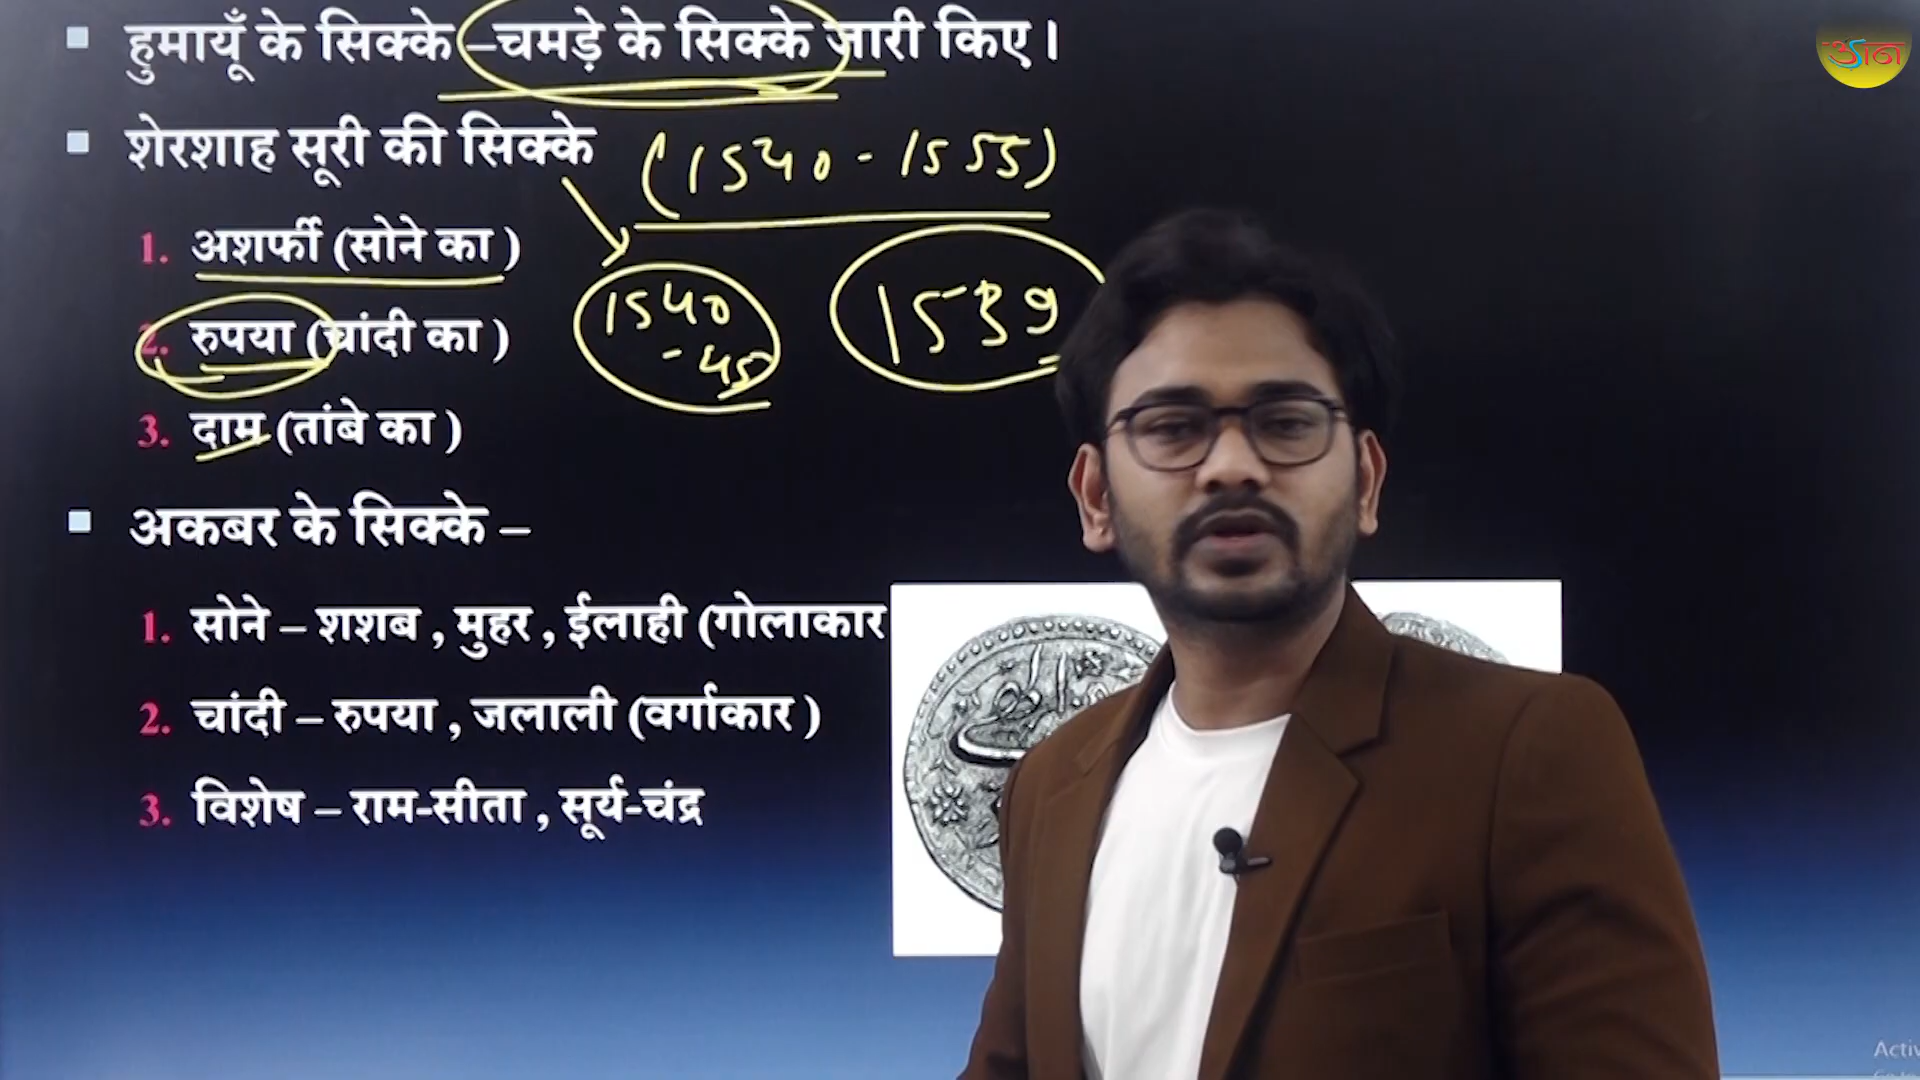 हुमायूँ के सिक्के –चमड़े के सिक्के जारी किए।
शेरशाह सूरी की सिक्के (1540 - 1555)
1. अशर्फी (सोने का )
1540 - 45
1539
2. रुपया (चांदी का )
3. दाम (तांबे का )
अकबर के सिक्के –
1. सोने – शशब , मुहर , ईलाही (गोलाकार
2. चांदी – रुपया , जलाली (वर्गाकार )
3. विशेष – राम-सीता , सूर्य-चंद्र